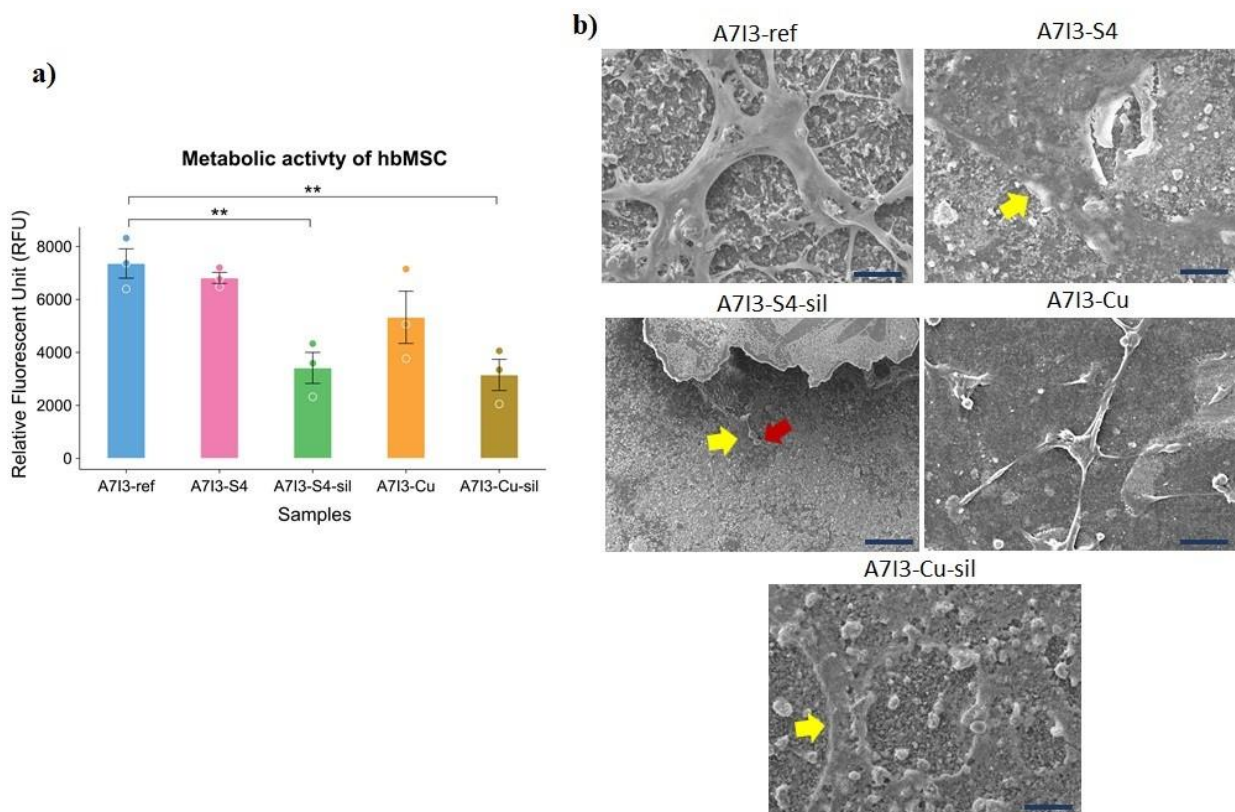 a)
Metabolic activty of hbMSC
**
**
Relative Fluorescent Unit (RFU)
8000
6000
4000
2000
0
A7I3-ref A7I3-S4 A7I3-S4-sil A7I3-Cu A7I3-Cu-sil
Samples
b)
A7I3-ref A7I3-S4
A7I3-S4-sil A7I3-Cu
A7I3-Cu-sil